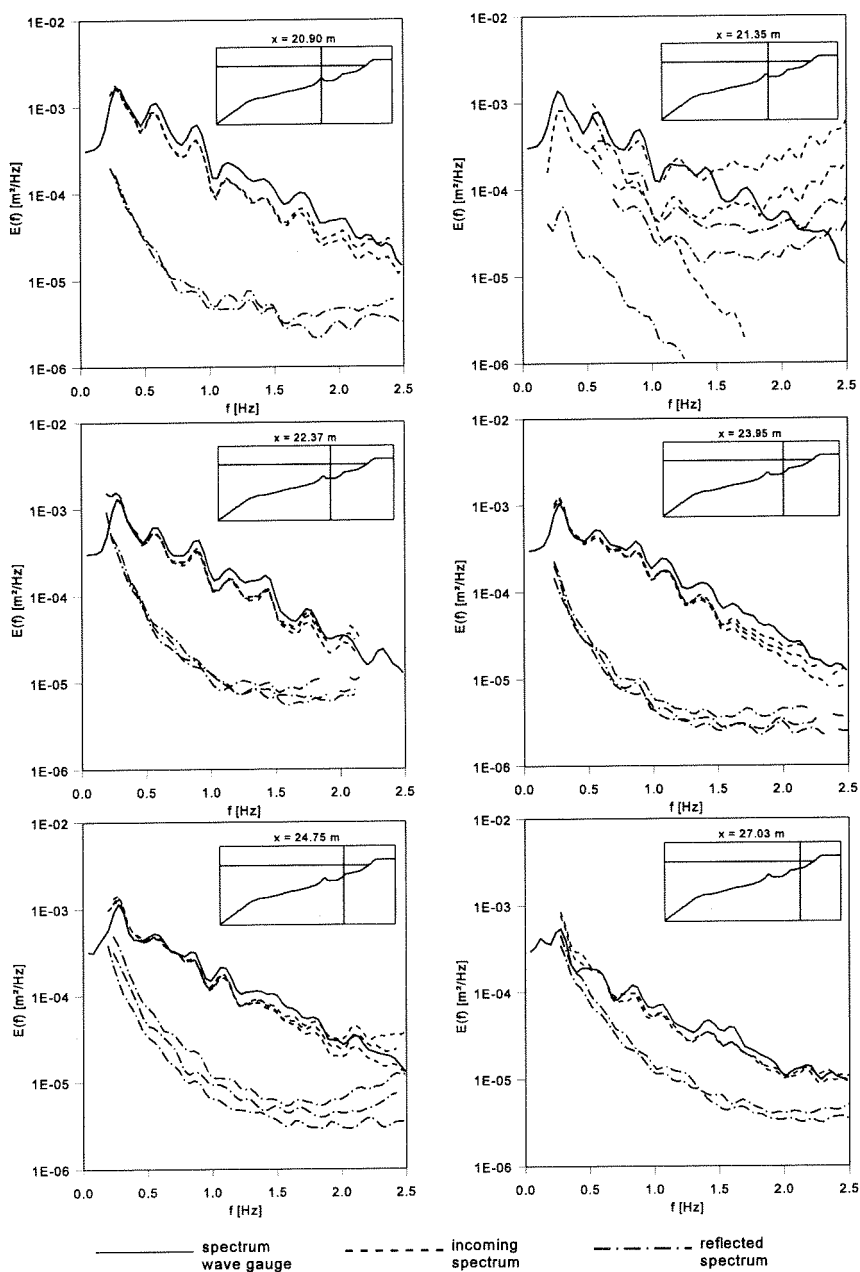 x = 20.90 m
1E-02
1E-03
1E-04
1E-05
1E-06
E(f) [m²/Hz]
0.0 0.5 1.0 1.5 2.0 2.5
f [Hz]
x = 21.35 m
1E-02
1E-03
1E-04
1E-05
1E-06
E(f) [m²/Hz]
0.0 0.5 1.0 1.5 2.0 2.5
f [Hz]
x = 22.37 m
1E-02
1E-03
1E-04
1E-05
1E-06
E(f) [m²/Hz]
0.0 0.5 1.0 1.5 2.0 2.5
f [Hz]
x = 23.95 m
1E-02
1E-03
1E-04
1E-05
1E-06
E(f) [m²/Hz]
0.0 0.5 1.0 1.5 2.0 2.5
f [Hz]
x = 24.75 m
1E-02
1E-03
1E-04
1E-05
1E-06
E(f) [m²/Hz]
0.0 0.5 1.0 1.5 2.0 2.5
f [Hz]
x = 27.03 m
1E-02
1E-03
1E-04
1E-05
1E-06
E(f) [m²/Hz]
0.0 0.5 1.0 1.5 2.0 2.5
f [Hz]
spectrum
wave gauge
incoming
spectrum
reflected
spectrum